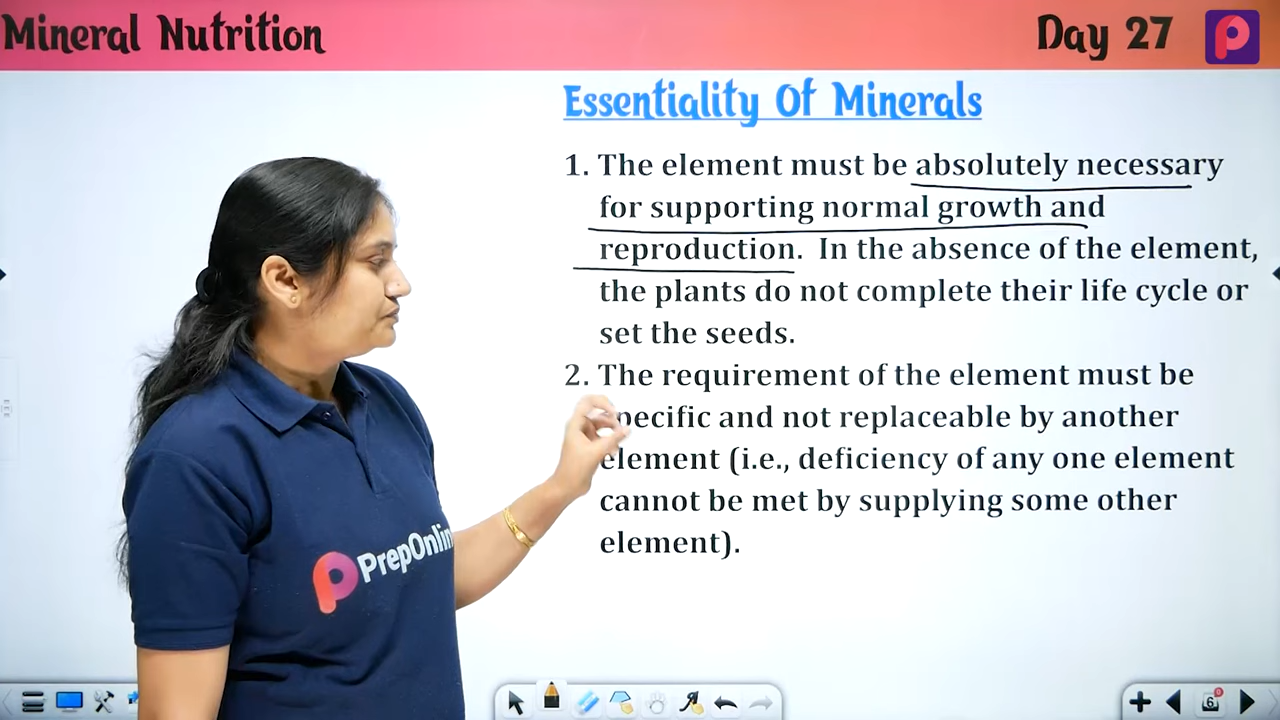 Mineral Nutrition
Day 27
Essentiality Of Minerals
1. The element must be absolutely necessary
for supporting normal growth and
reproduction. In the absence of the element,
the plants do not complete their life cycle or
set the seeds.
2. The requirement of the element must be
specific and not replaceable by another
element (i.e., deficiency of any one element
cannot be met by supplying some other
element).
PrepOnlin
6